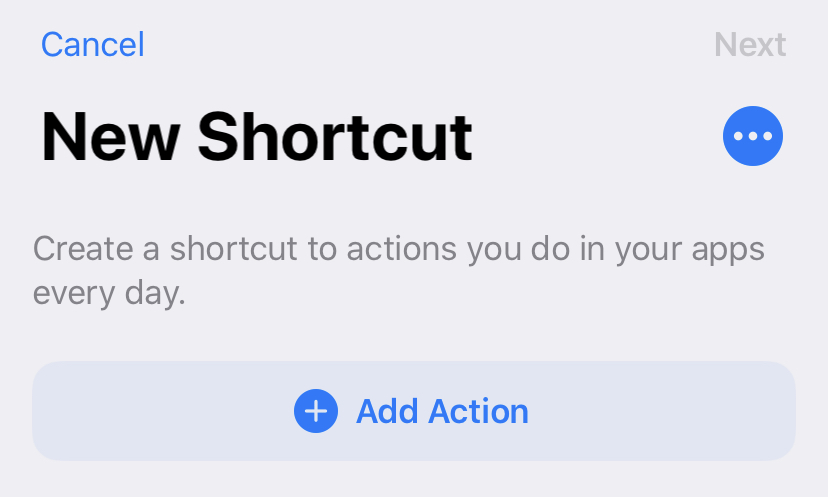 Cancel
Next
New Shortcut
Create a shortcut to actions you do in your apps
every day.
Add Action